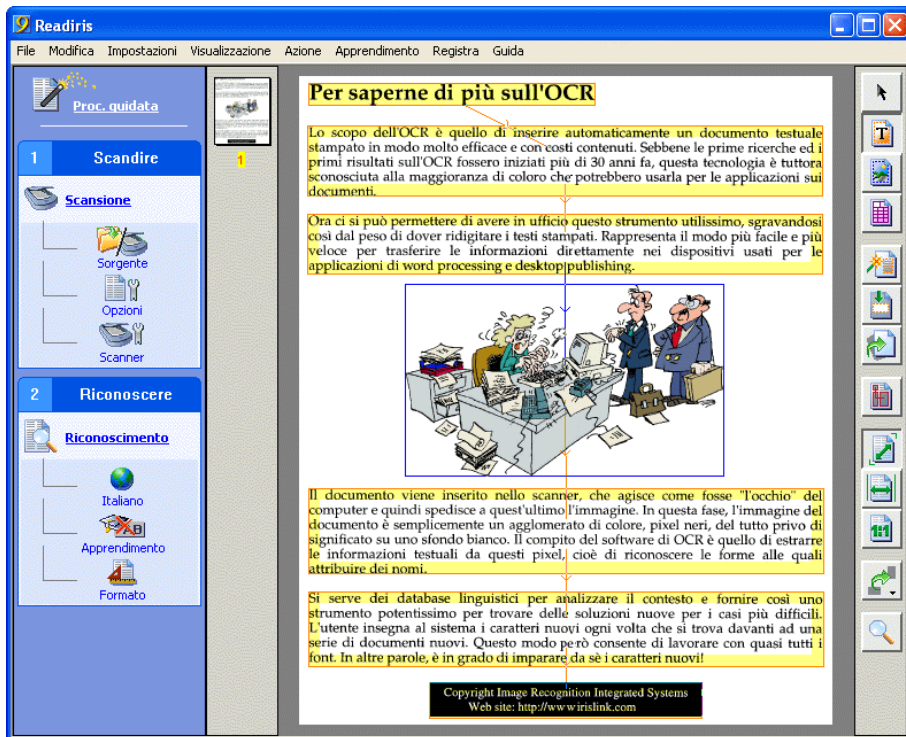 Readiris
File Modifica Impostazioni Visualizzazione Azione Apprendimento Registra Guida
Proc. guidata
1 Scandire
Scansione
Sorgente
Opzioni
Scanner
2 Riconoscere
Riconoscimento
Italiano
Apprendimento
Formato
1
Per saperne di più sull'OCR
Lo scopo dell'OCR è quello di inserire automaticamente un documento testuale
stampato in modo molto efficace e con costi contenuti. Sebbene le prime ricerche ed i
primi risultati sull'OCR fossero iniziati più di 30 anni fa, questa tecnologia è tuttora
sconosciuta alla maggioranza di coloro che potrebbero usarla per le applicazioni sui
documenti.
Ora ci si può permettere di avere in ufficio questo strumento utilissimo, sgravandosi
così dal peso di dover ridigitare i testi stampati. Rappresenta il modo più facile e più
veloce per trasferire le informazioni direttamente nei dispositivi usati per le
applicazioni di word processing e desktop publishing.
Il documento viene inserito nello scanner, che agisce come fosse "l'occhio" del
computer e quindi spedisce a quest'ultimo l'immagine. In questa fase, l'immagine del
documento è semplicemente un agglomerato di colore, pixel neri, del tutto privo di
significato su uno sfondo bianco. Il compito del software di OCR è quello di estrarre
le informazioni testuali da questi pixel, cioè di riconoscere le forme alle quali
attribuire dei nomi.
Si serve dei database linguistici per analizzare il contesto e fornire così uno
strumento potentissimo per trovare delle soluzioni nuove per i casi più difficili.
L'utente insegna al sistema i caratteri nuovi ogni volta che si trova davanti ad una
serie di documenti nuovi. Questo modo però consente di lavorare con quasi tutti i
font. In altre parole, è in grado di imparare da sè i caratteri nuovi!
Copyright Image Recognition Integrated Systems
Web site: http://www.irislink.com
T
1:1